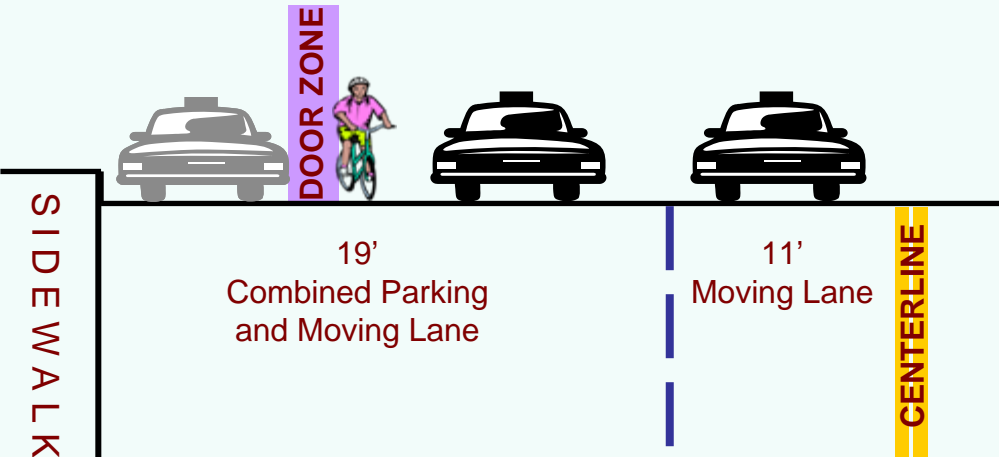 DOOR ZONE
SIDEWALK
19’
Combined Parking
and Moving Lane
11’
Moving Lane
CENTERLINE